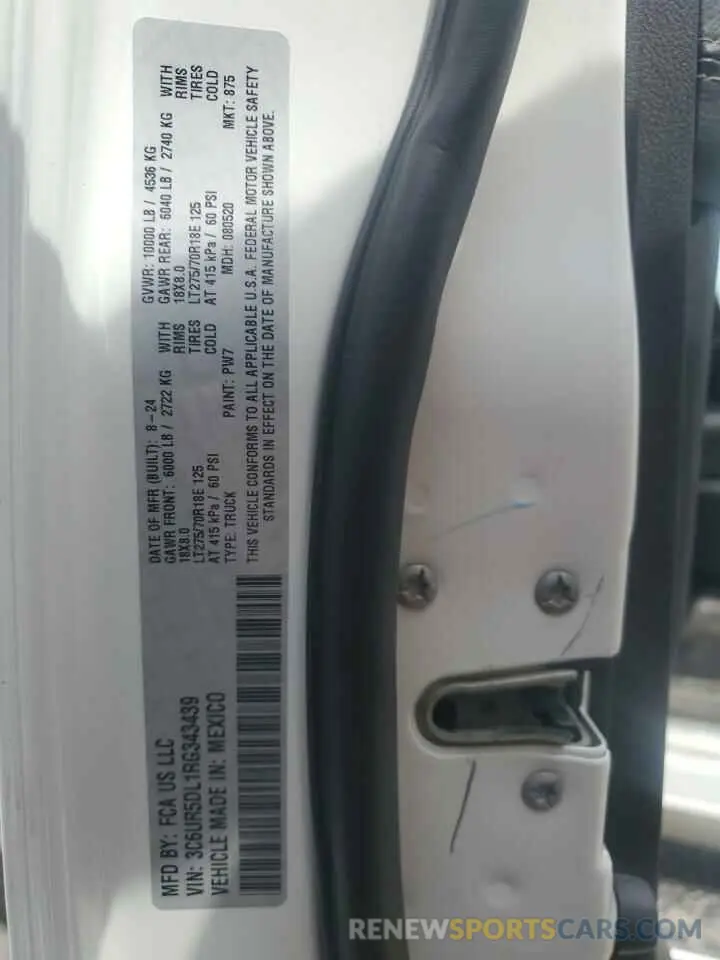 MFD BY: FCA US LLC
VIN: 3C6UR5DL1RG343439
VEHICLE MADE IN: MEXICO
DATE OF MFR (BUILT): 8-24 GVWR: 10000 LB / 4536 KG
GAWR FRONT: 6000 LB / 2722 KG WITH GAWR REAR: 6040 LB / 2740 KG WITH
18X8.0 RIMS 18X8.0 RIMS
LT275/70R18E 125 TIRES LT275/70R18E 125 TIRES
AT 415 kPa / 60 PSI COLD AT 415 kPa / 60 PSI COLD
TYPE: TRUCK PAINT: PW7 MDH: 080520 MKT: 875
THIS VEHICLE CONFORMS TO ALL APPLICABLE U.S.A. FEDERAL MOTOR VEHICLE SAFETY
STANDARDS IN EFFECT ON THE DATE OF MANUFACTURE SHOWN ABOVE.
RENEWSPORTSCARS.COM